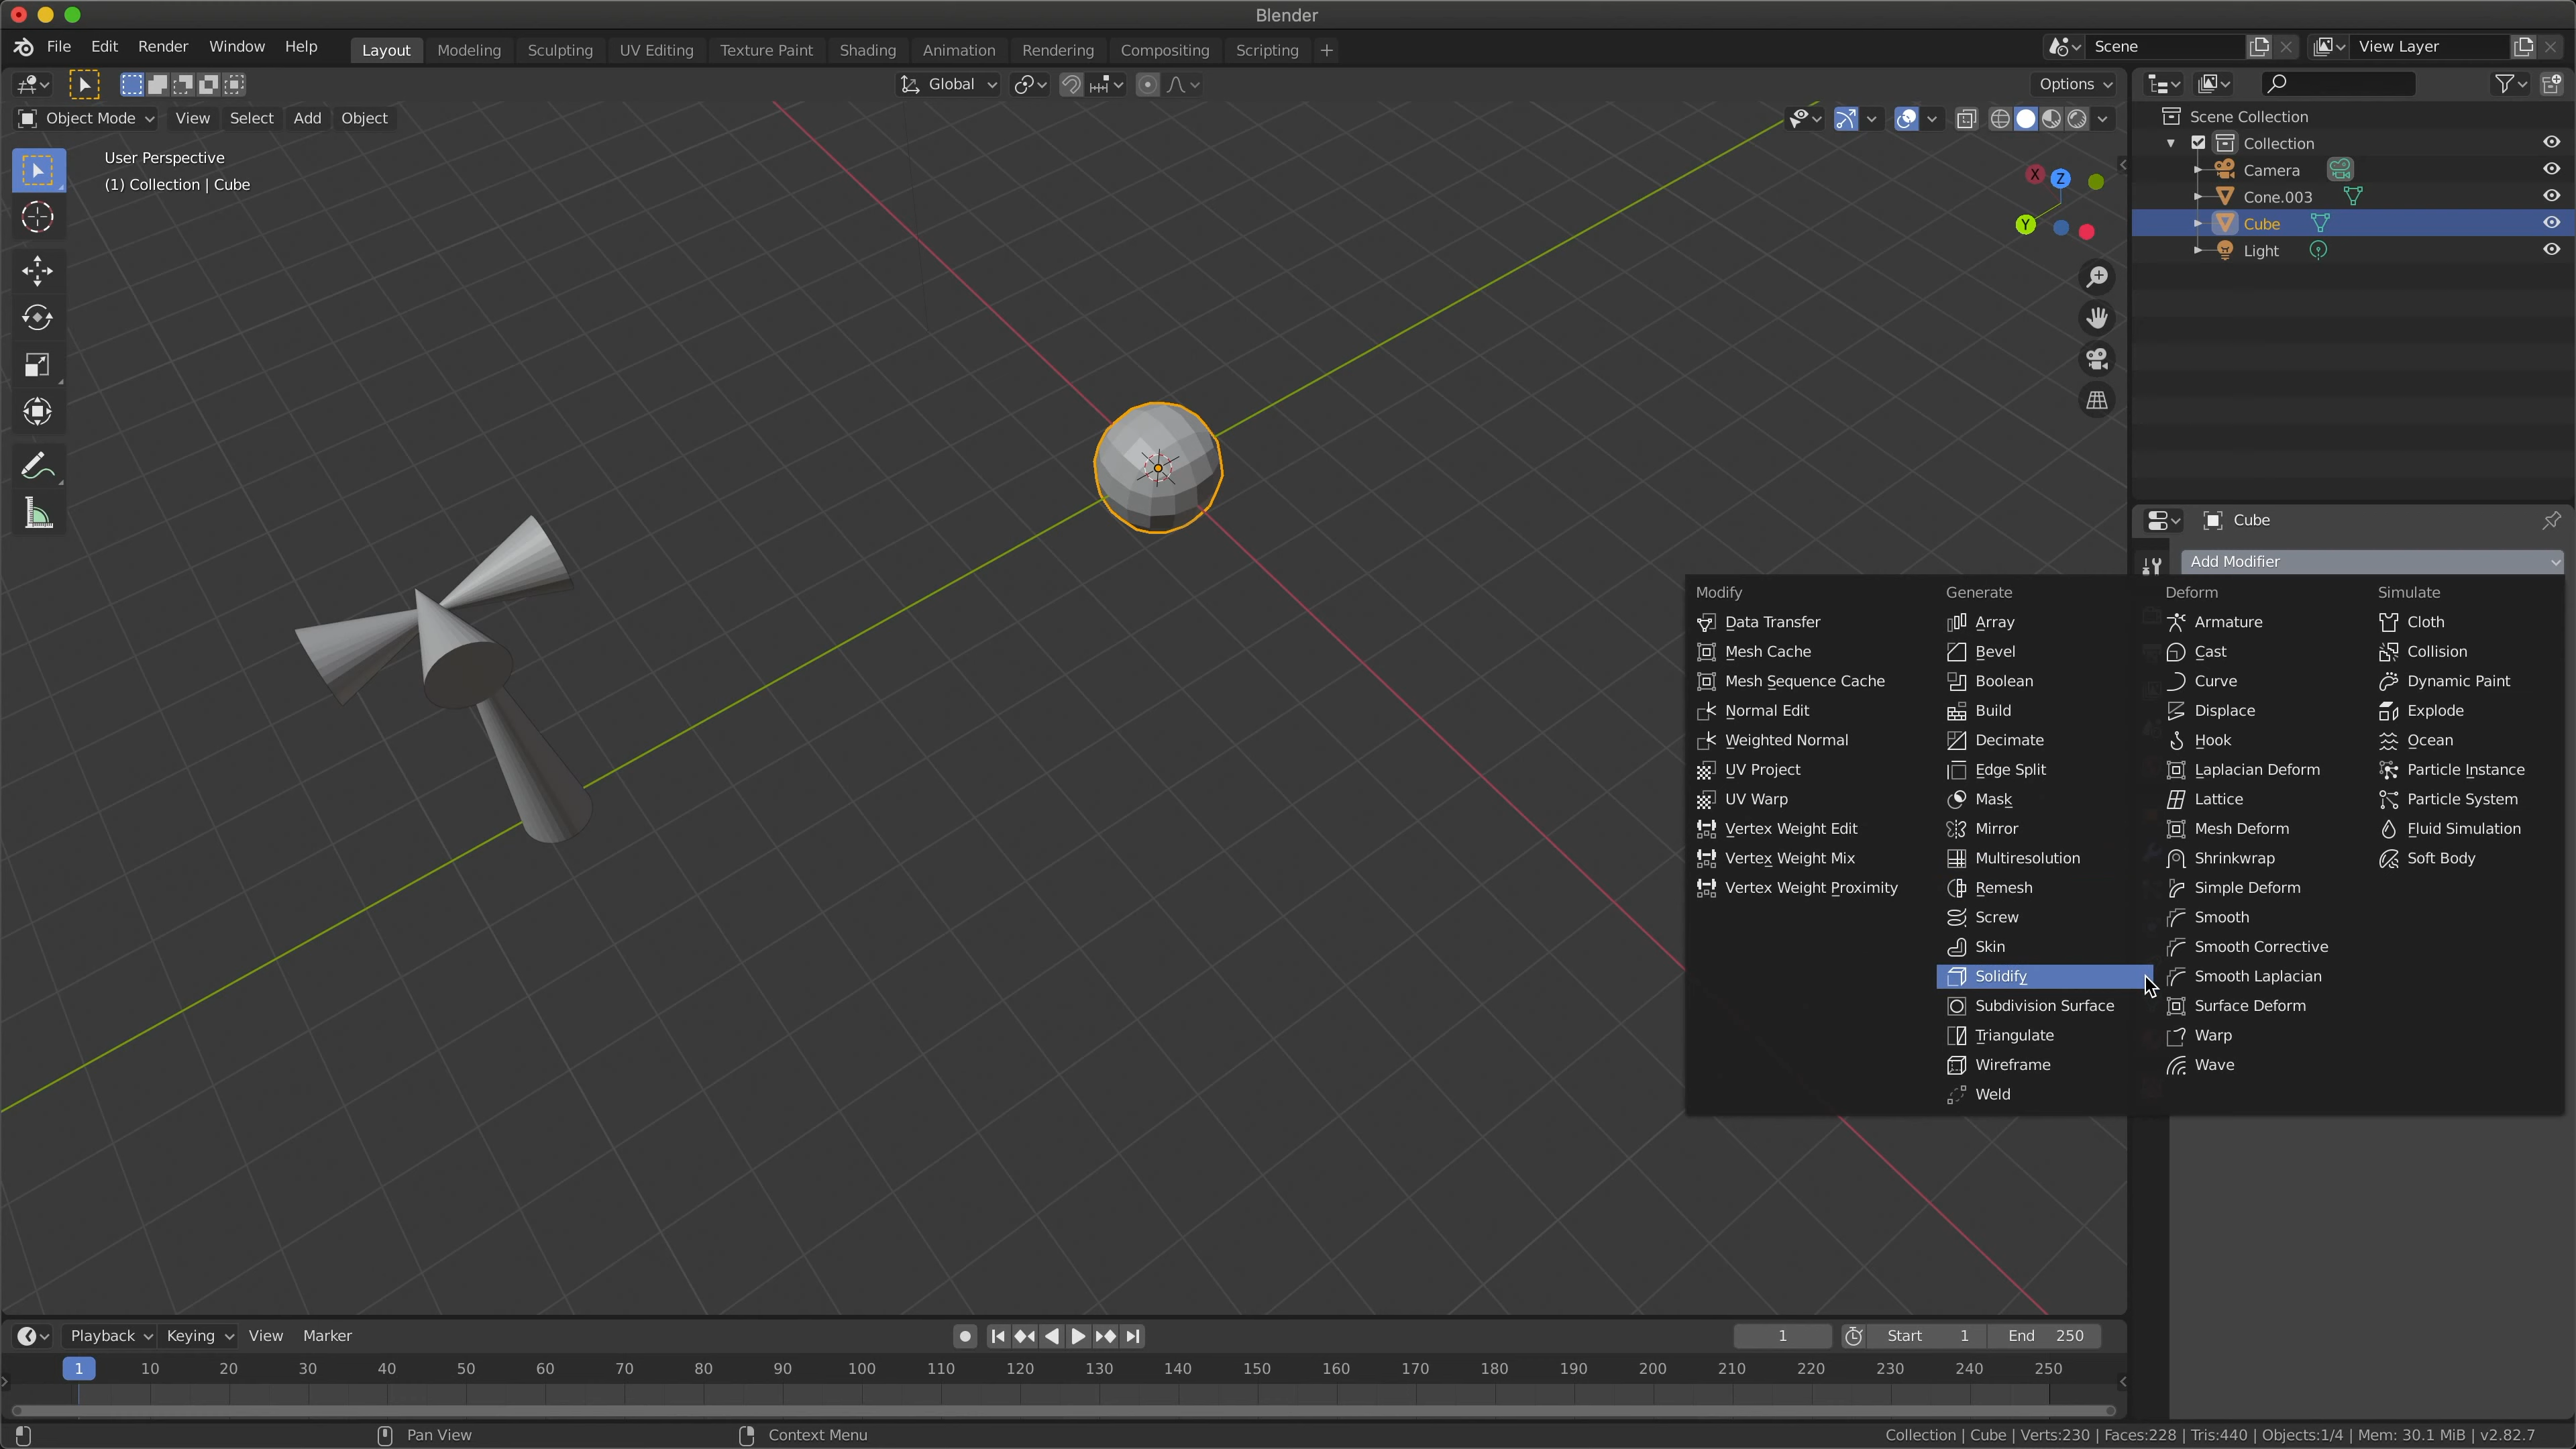 Blender
File Edit Render Window Help Layout Modeling Sculpting UV Editing Texture Paint Shading Animation Rendering Compositing Scripting + Scene View Layer
Global Options
Object Mode View Select Add Object
User Perspective
(1) Collection | Cube
X Z
Y
Scene Collection
Collection
Camera
Cone.003
Cube
Light
Cube
Add Modifier
Modify Generate Deform Simulate
Data Transfer Array Armature Cloth
Mesh Cache Bevel Cast Collision
Mesh Sequence Cache Boolean Curve Dynamic Paint
Normal Edit Build Displace Explode
Weighted Normal Decimate Hook Ocean
UV Project Edge Split Laplacian Deform Particle Instance
UV Warp Mask Lattice Particle System
Vertex Weight Edit Mirror Mesh Deform Fluid Simulation
Vertex Weight Mix Multiresolution Shrinkwrap Soft Body
Vertex Weight Proximity Remesh Simple Deform
Screw Smooth
Skin Smooth Corrective
Solidify Smooth Laplacian
Subdivision Surface Surface Deform
Triangulate Warp
Wireframe Wave
Weld
Playback Keying View Marker 1 Start 1 End 250
1 10 20 30 40 50 60 70 80 90 100 110 120 130 140 150 160 170 180 190 200 210 220 230 240 250
Pan View Context Menu Collection | Cube | Verts:230 | Faces:228 | Tris:440 | Objects:1/4 | Mem: 30.1 MiB | v2.82.7